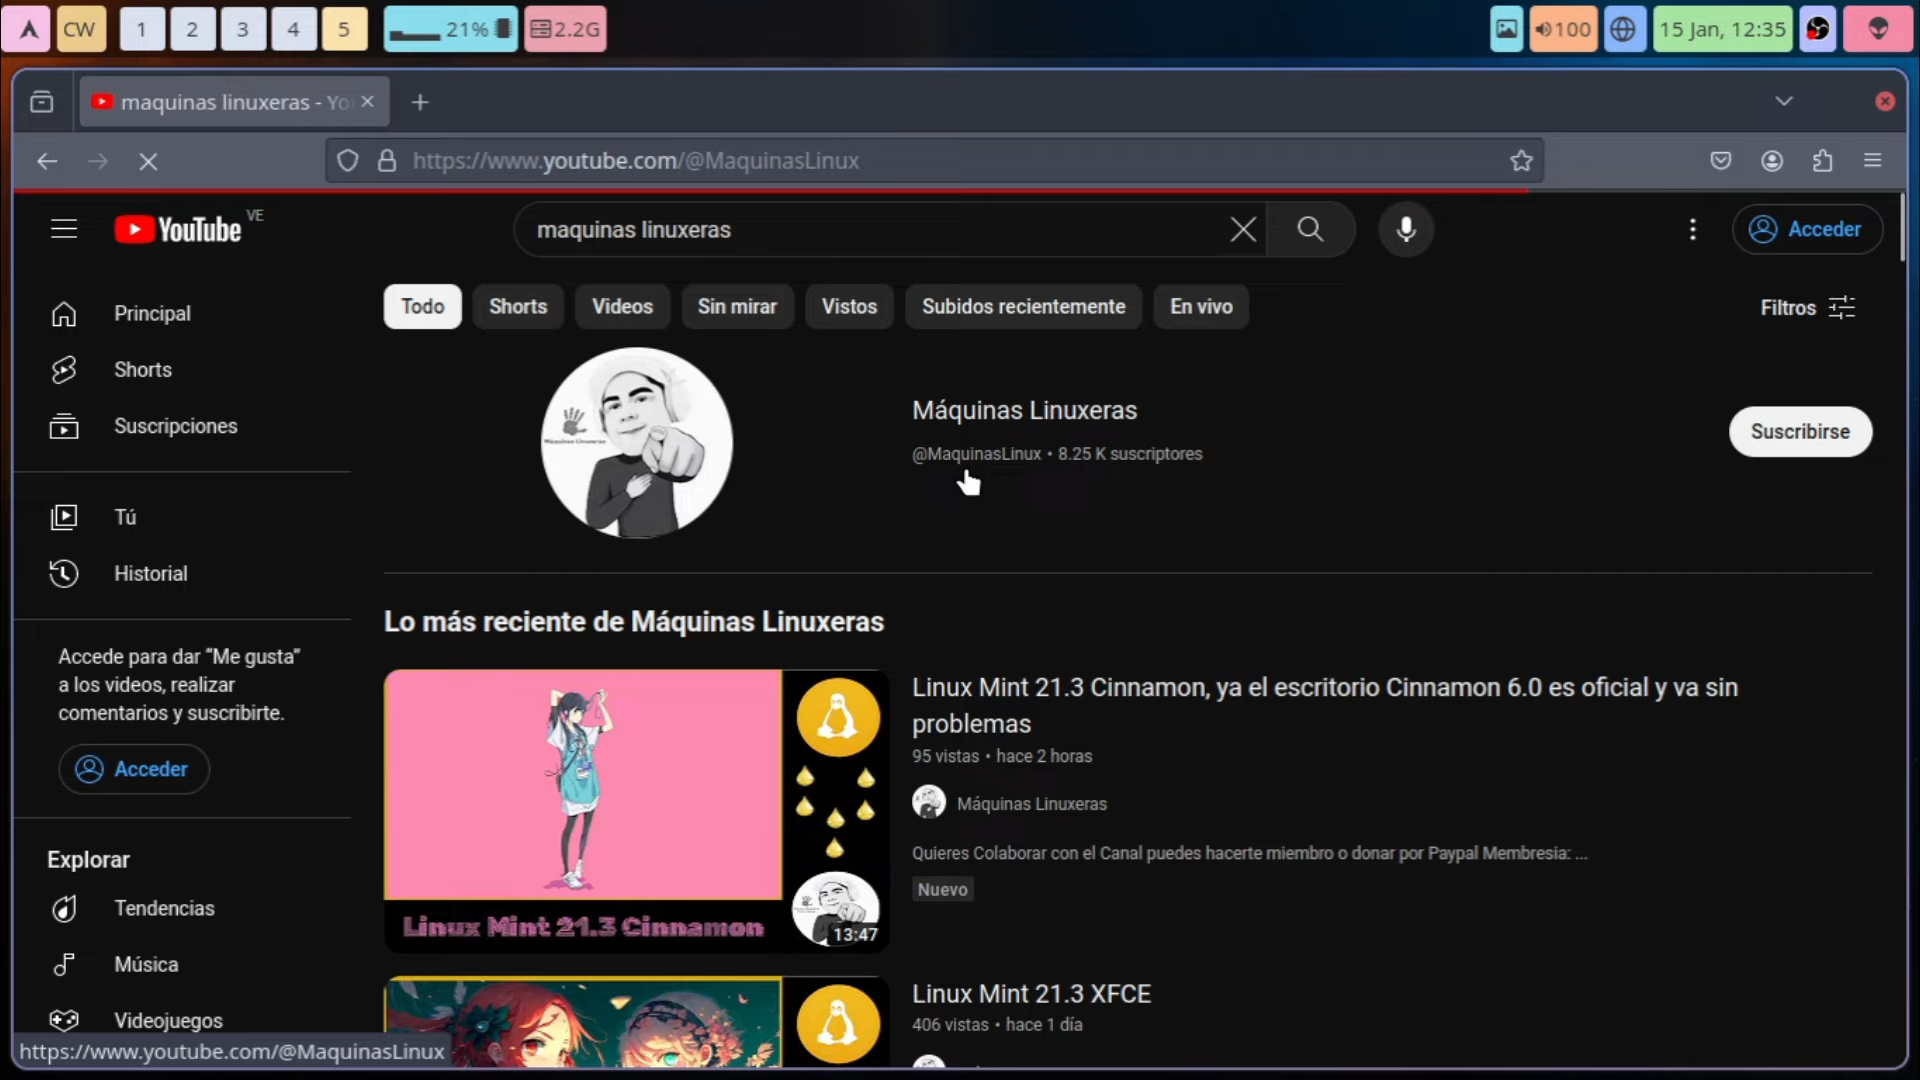 CW
1
2
3
4
5
21%
2.2G
100
15 Jan, 12:35
maquinas linuxeras - Yo
https://www.youtube.com/@MaquinasLinux
YouTube VE
maquinas linuxeras
Acceder
Todo
Shorts
Videos
Sin mirar
Vistos
Subidos recientemente
En vivo
Filtros
Principal
Shorts
Suscripciones
Tú
Historial
Accede para dar “Me gusta”
a los videos, realizar
comentarios y suscribirte.
Acceder
Explorar
Tendencias
Música
Videojuegos
Máquinas Linuxeras
@MaquinasLinux • 8.25 K suscriptores
Suscribirse
Lo más reciente de Máquinas Linuxeras
Linux Mint 21.3 Cinnamon
13:47
Linux Mint 21.3 Cinnamon, ya el escritorio Cinnamon 6.0 es oficial y va sin
problemas
95 vistas • hace 2 horas
Máquinas Linuxeras
Quieres Colaborar con el Canal puedes hacerte miembro o donar por Paypal Membresia: ...
Nuevo
Linux Mint 21.3 XFCE
406 vistas • hace 1 día
https://www.youtube.com/@MaquinasLinux